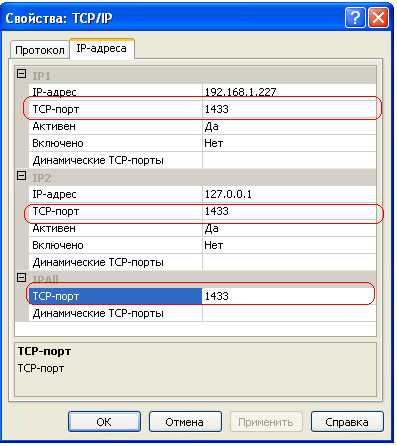 Свойства: TCP/IP
Протокол IP-адреса
IP1
IP-адрес 192.168.1.227
TCP-порт 1433
Активен Да
Включено Нет
Динамические TCP-порты
IP2
IP-адрес 127.0.0.1
TCP-порт 1433
Активен Да
Включено Нет
Динамические TCP-порты
IPAll
TCP-порт 1433
Динамические TCP-порты
TCP-порт
TCP-порт
OK Отмена Применить Справка